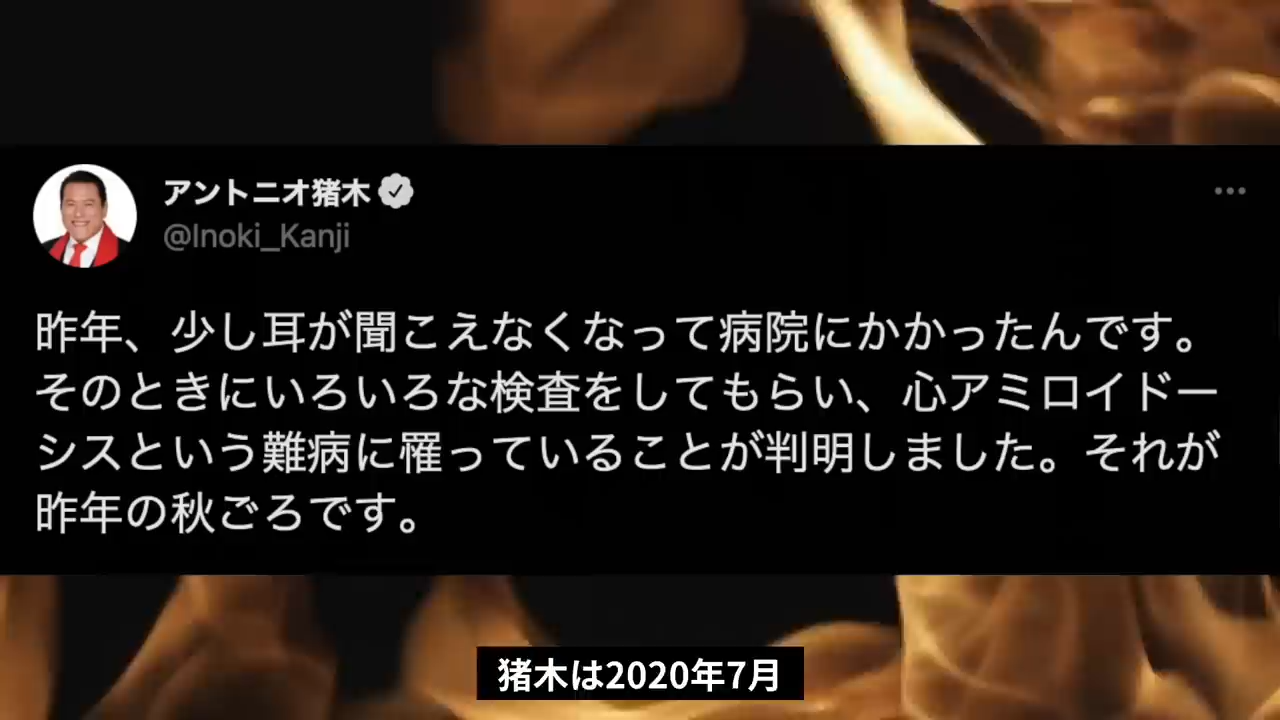 アントニオ猪木
@Inoki_Kanji
昨年、少し耳が聞こえなくなって病院にかかったんです。
そのときにいろいろな検査をしてもらい、心アミロイドー
シスという難病に罹っていることが判明しました。それが
昨年の秋ごろです。
猪木は2020年7月